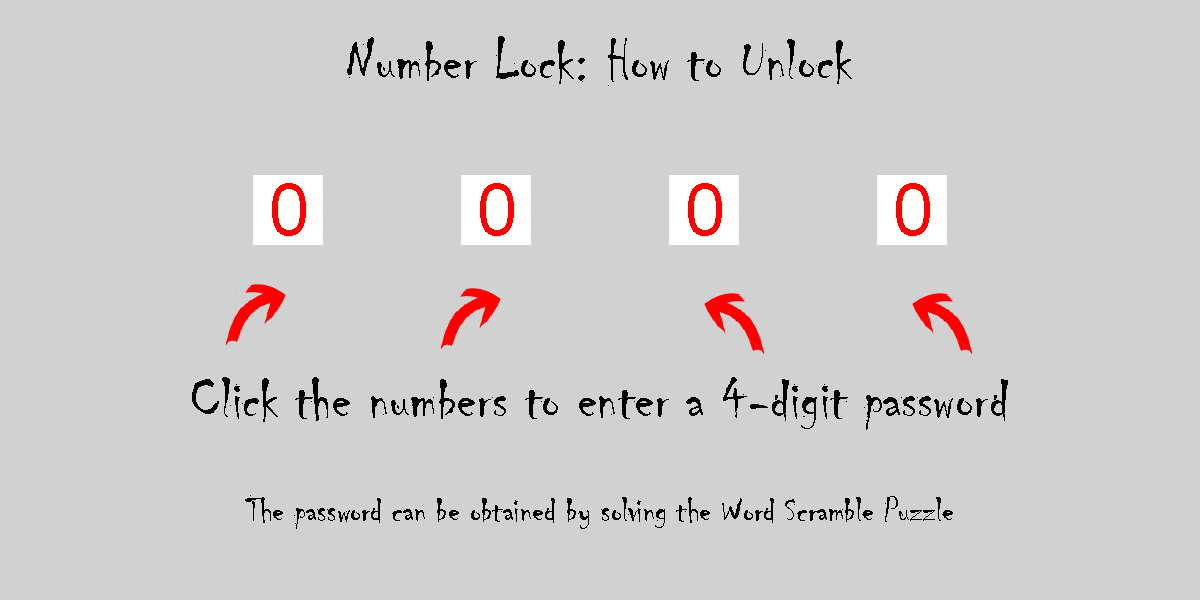 Number Lock: How to Unlock
0 0 0 0
Click the numbers to enter a 4-digit password
The password can be obtained by solving the Word Scramble Puzzle